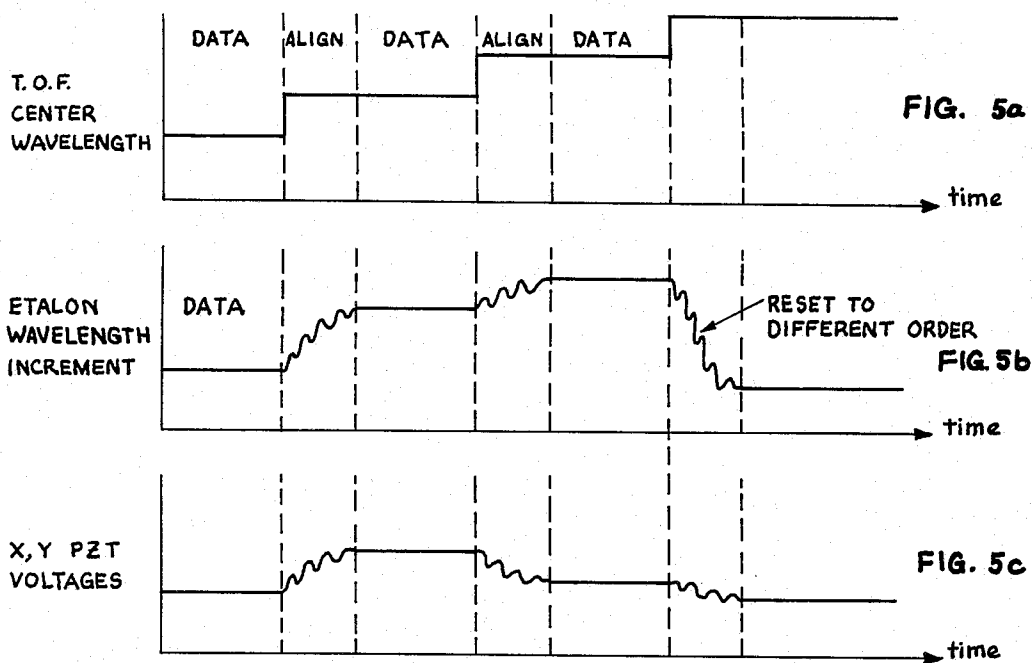 DATA ALIGN DATA ALIGN DATA
T.O.F.
CENTER
WAVELENGTH
FIG. 5a
time
ETALON
WAVELENGTH
INCREMENT
DATA
RESET TO
DIFFERENT ORDER
FIG. 5b
time
X, Y PZT
VOLTAGES
FIG. 5c
time